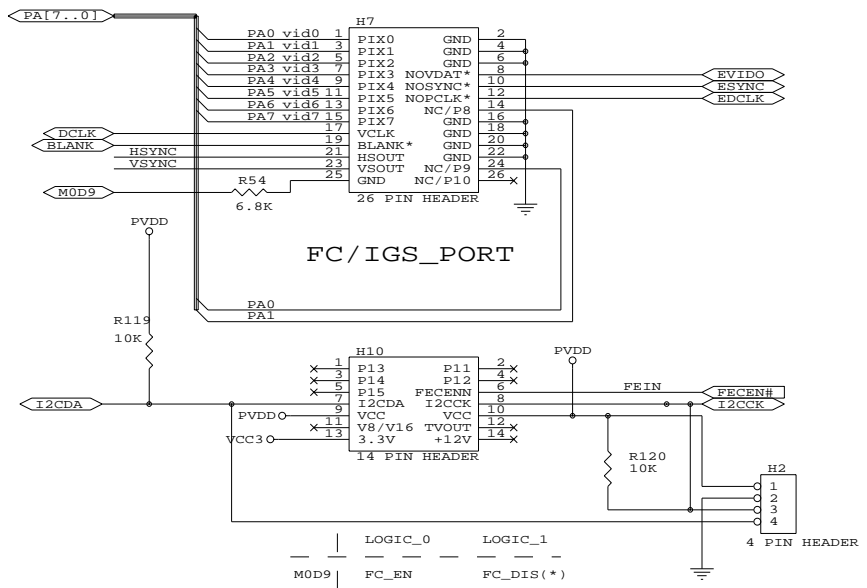 PA[7..0]
H7
PA0 vid0 1 PIX0 GND 2
PA1 vid1 3 PIX1 GND 4
PA2 vid2 5 PIX2 GND 6
PA3 vid3 7 PIX3 NOVDAT* 8 EVIDO
PA4 vid4 9 PIX4 NOSYNC* 10 ESYNC
PA5 vid5 11 PIX5 NOPCLK* 12 EDCLK
PA6 vid6 13 PIX6 NC/P8 14
PA7 vid7 15 PIX7 GND 16
DCLK 17 VCLK GND 18
BLANK 19 BLANK* GND 20
HSYNC 21 HSOUT GND 22
VSYNC 23 VSOUT NC/P9 24
25 GND NC/P10 26
M0D9 R54 6.8K
26 PIN HEADER
PVDD
FC/IGS_PORT
PA0
PA1
R119
10K
H10
PVDD
1 P13 P11 2
3 P14 P12 4
5 P15 FECENN 6 FEIN FECEN#
I2CDA 7 I2CDA I2CCK 8 I2CCK
PVDD 9 VCC VCC 10
11 V8/V16 TVOUT 12
VCC3 13 3.3V +12V 14
14 PIN HEADER
R120
10K
H2
1
2
3
4
4 PIN HEADER
LOGIC_0 LOGIC_1
M0D9 FC_EN FC_DIS(*)